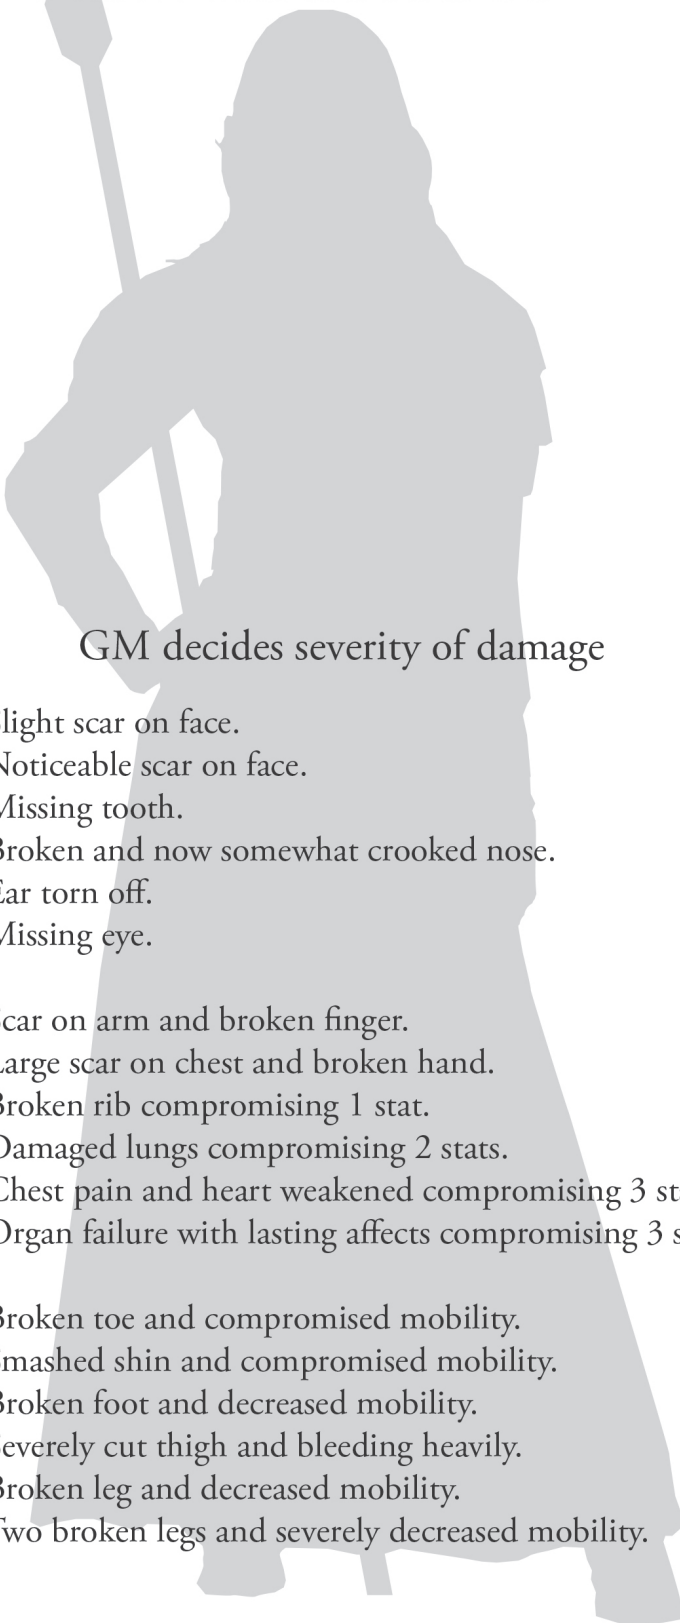 GM decides severity of damage
Slight scar on face.
Noticeable scar on face.
Missing tooth.
Broken and now somewhat crooked nose.
Ear torn off.
Missing eye.
Scar on arm and broken finger.
Large scar on chest and broken hand.
Broken rib compromising 1 stat.
Damaged lungs compromising 2 stats.
Chest pain and heart weakened compromising 3
Organ failure with lasting affects compromising 3
Broken toe and compromised mobility.
Smashed shin and compromised mobility.
Broken foot and decreased mobility.
Severely cut thigh and bleeding heavily.
Broken leg and decreased mobility.
Two broken legs and severely decreased mobility.